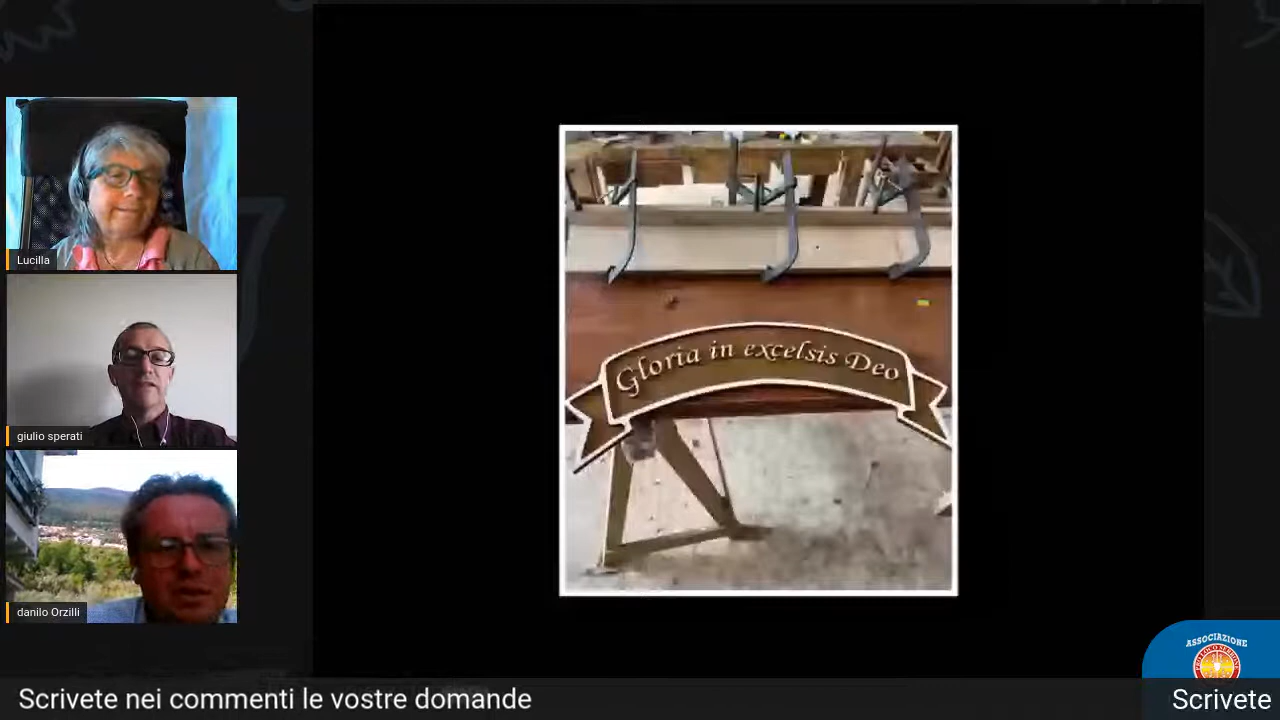 Lucilla
giulio sperati
danilo Orzilli
Gloria in excelsis Deo
ASSOCIAZIONE
Scrivete nei commenti le vostre domande
Scrivete